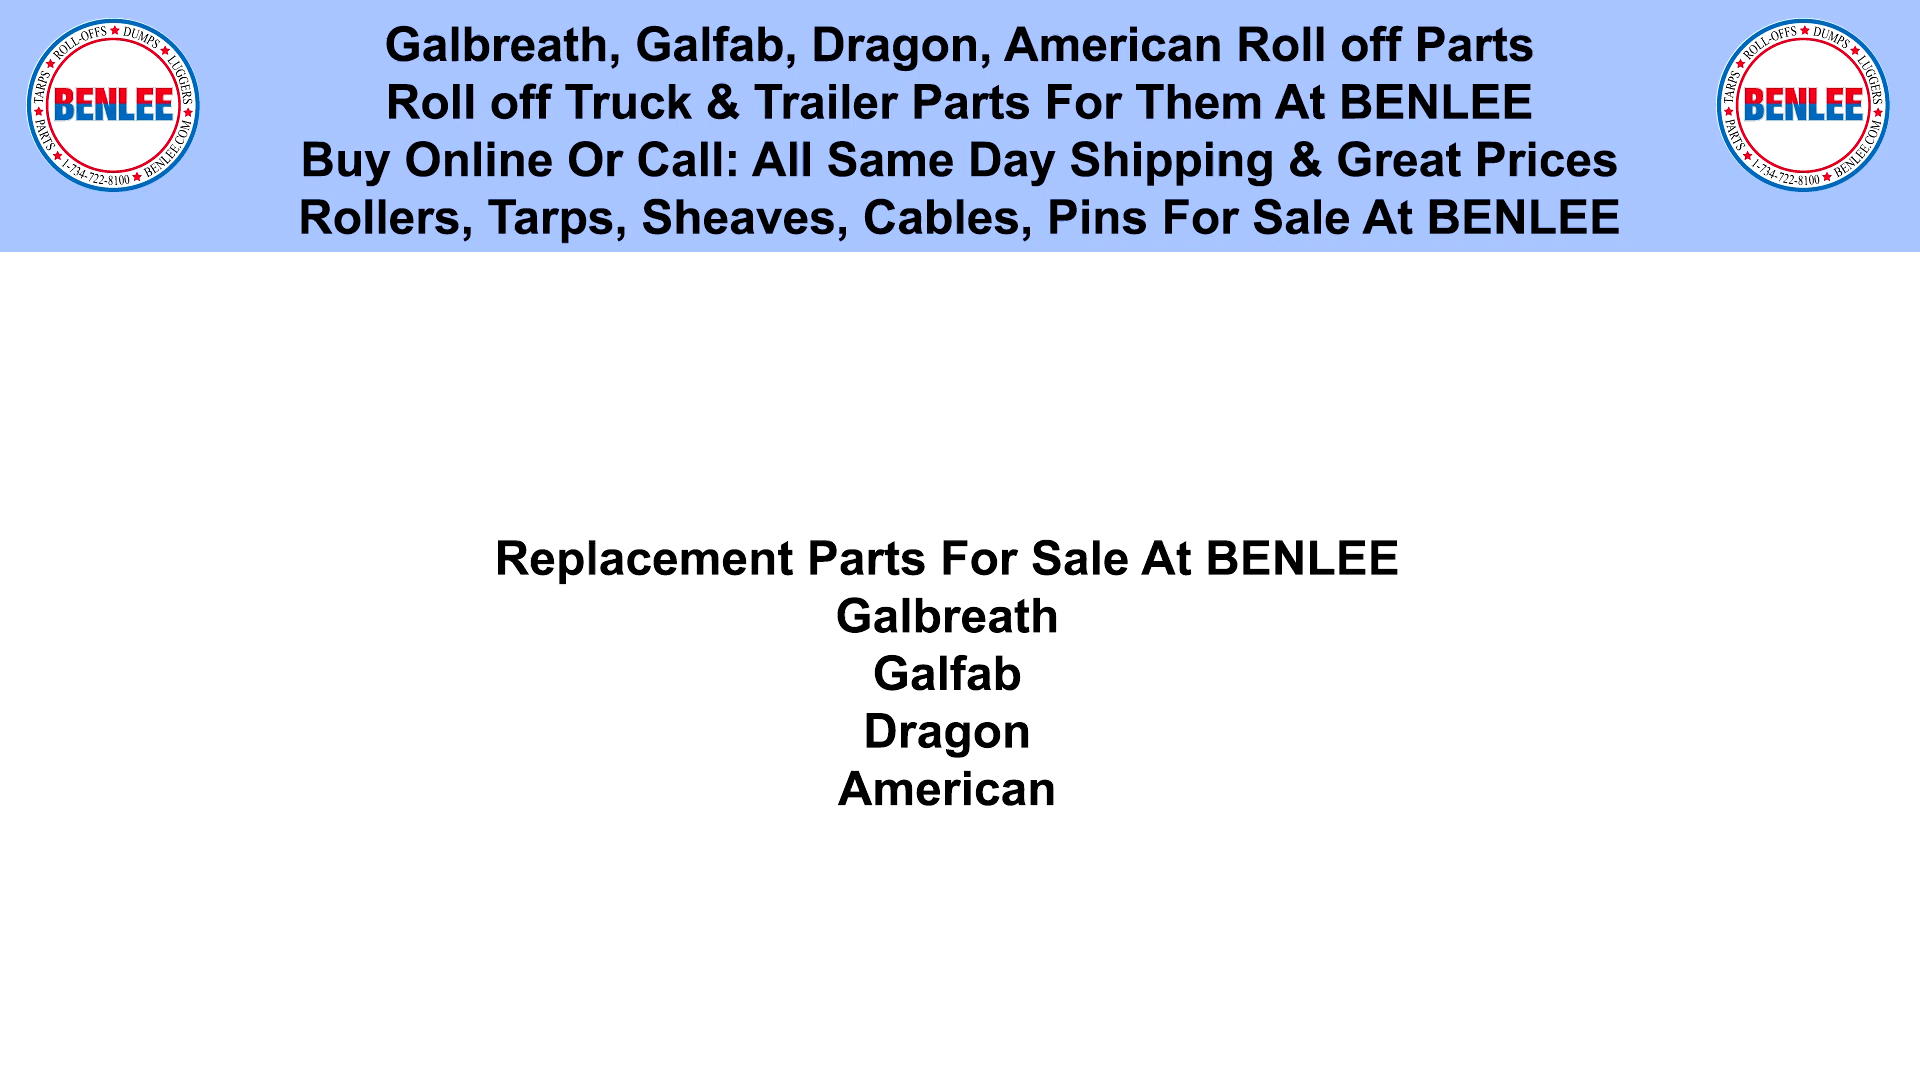 Galbreath, Galfab, Dragon, American Roll off Parts
Roll off Truck & Trailer Parts For Them At BENLEE
Buy Online Or Call: All Same Day Shipping & Great Prices
Rollers, Tarps, Sheaves, Cables, Pins For Sale At BENLEE
PARTS ★ TARPS ★ ROLL-OFFS ★ DUMPS ★ LUGGERS ★ BENLEE.COM ★ 1-734-722-8100 ★
BENLEE
PARTS ★ TARPS ★ ROLL-OFFS ★ DUMPS ★ LUGGERS ★ BENLEE.COM ★ 1-734-722-8100 ★
BENLEE
Replacement Parts For Sale At BENLEE
Galbreath
Galfab
Dragon
American